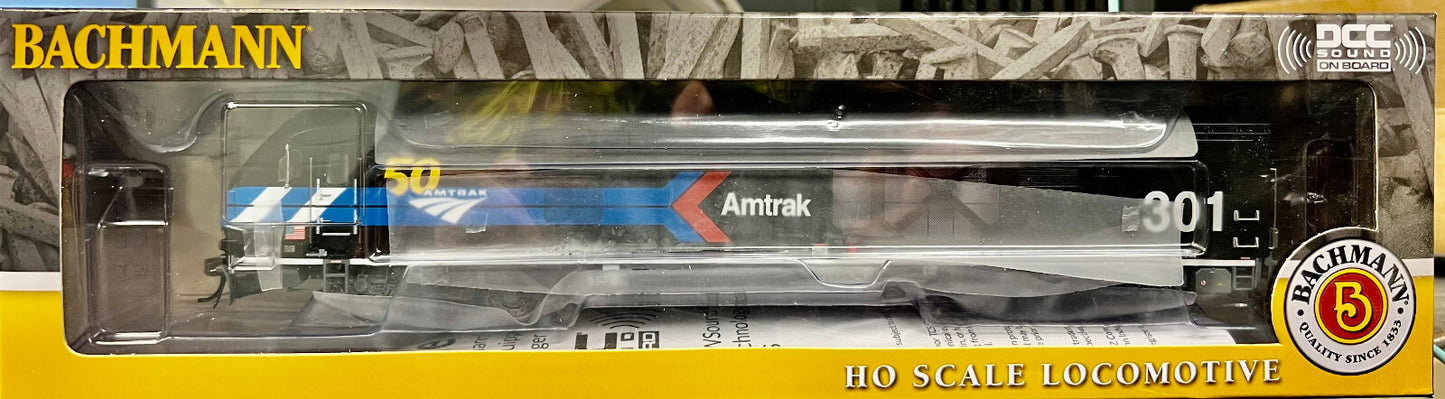 BACHMANN
DCC
SOUND
ON BOARD
50
AMTRAK
Amtrak
301
BACHMANN
B
QUALITY SINCE 1833
HO SCALE LOCOMOTIVE